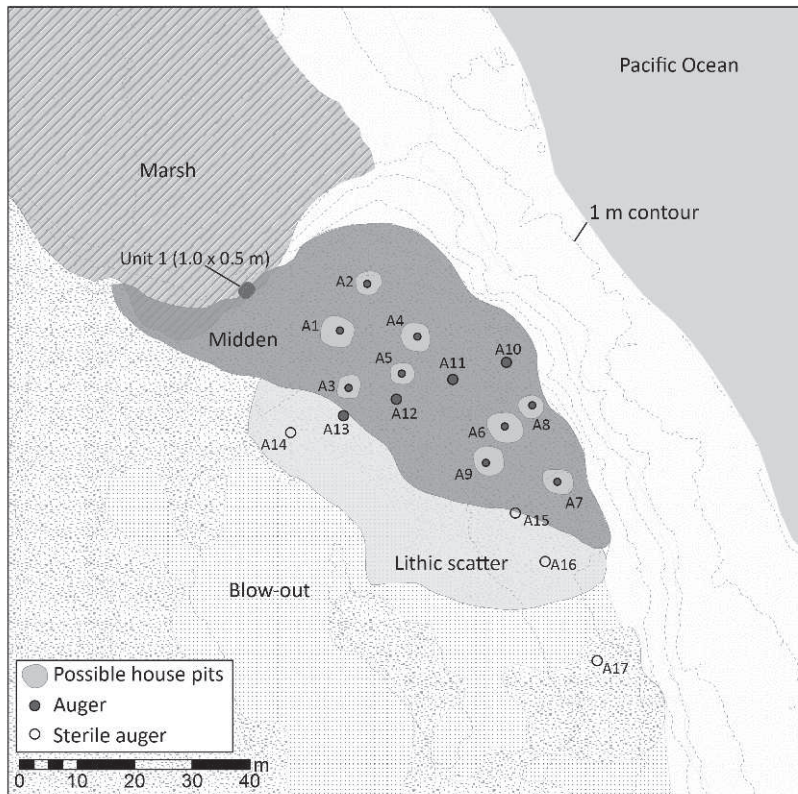 Pacific Ocean
Marsh
1 m contour
Unit 1 (1.0 x 0.5 m)
A2
Midden
A1
A4
A10
A5
A11
A3
A12
A8
A13
A6
A14
A9
A7
A15
Lithic scatter
A16
Blow-out
A17
Possible house pits
Auger
Sterile auger
m
0 10 20 40